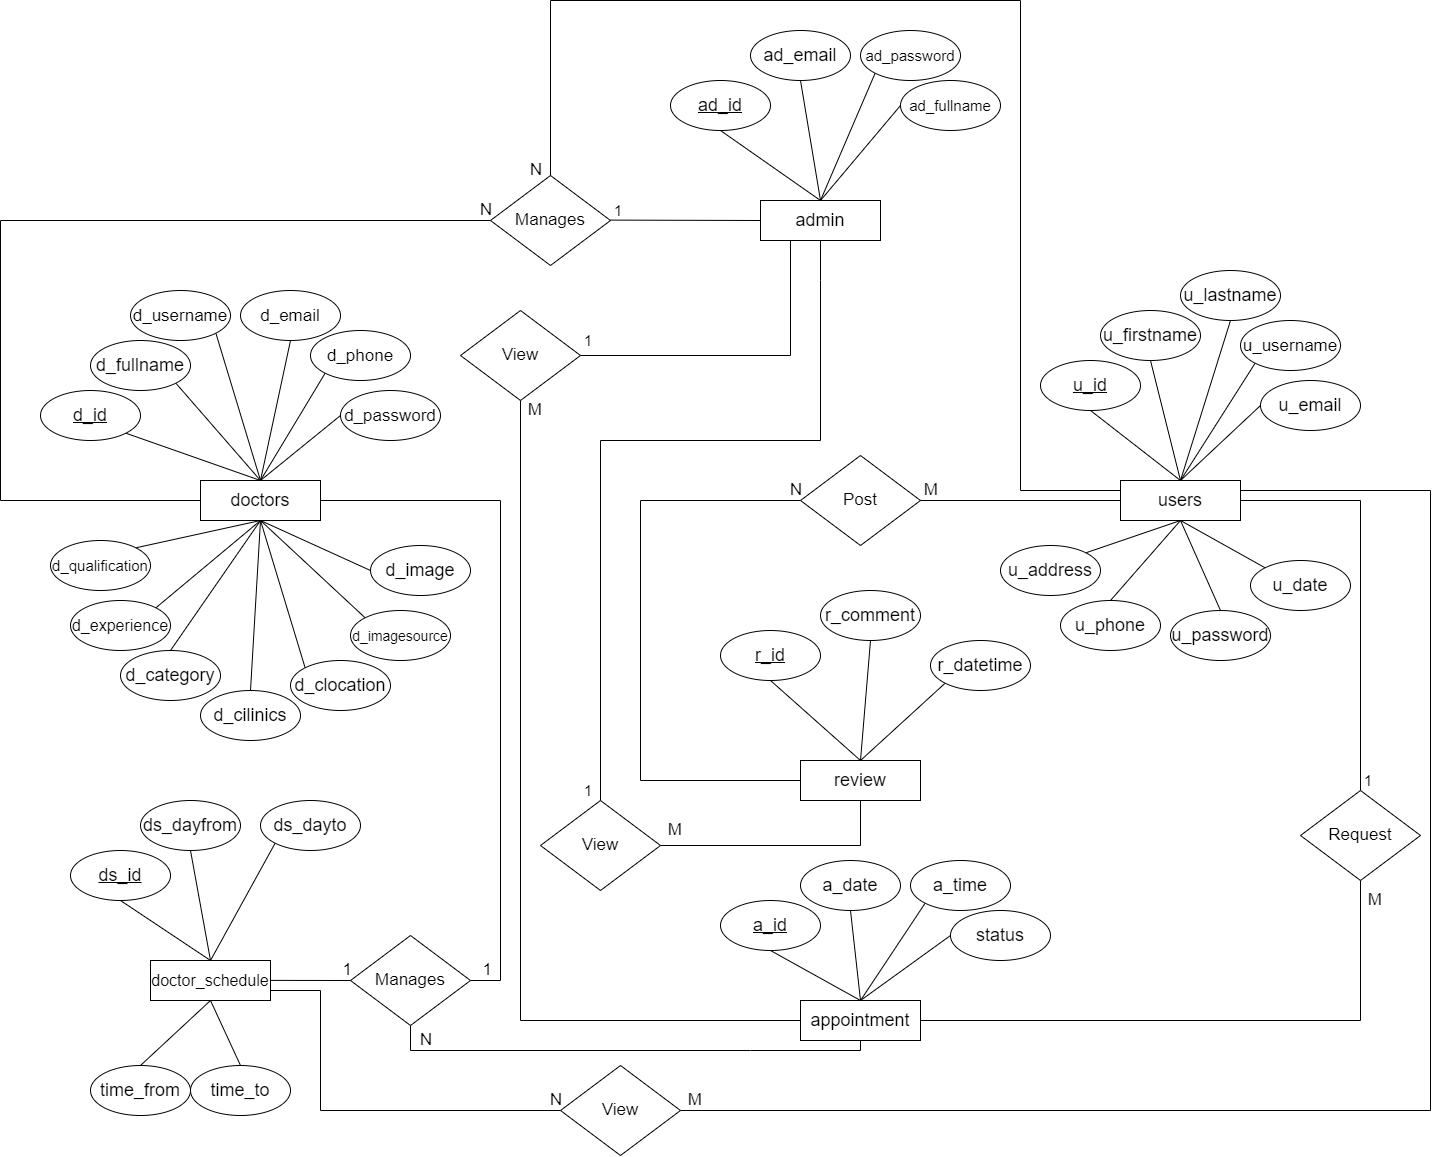 ad_email
ad_password
ad_id
ad_fullname
N
N
Manages
1
admin
d_username
d_email
View
1
M
u_lastname
u_firstname
u_username
d_fullname
d_phone
u_id
u_email
d_id
d_password
doctors
N
Post
M
users
d_qualification
d_image
u_address
u_date
d_experience
d_imagesource
r_comment
u_phone
u_password
d_category
d_clocation
r_id
r_datetime
d_cilinics
review
1
1
ds_dayfrom
ds_dayto
View
M
Request
ds_id
a_date
a_time
M
a_id
status
doctor_schedule
1
Manages
1
N
appointment
time_from
time_to
N
View
M